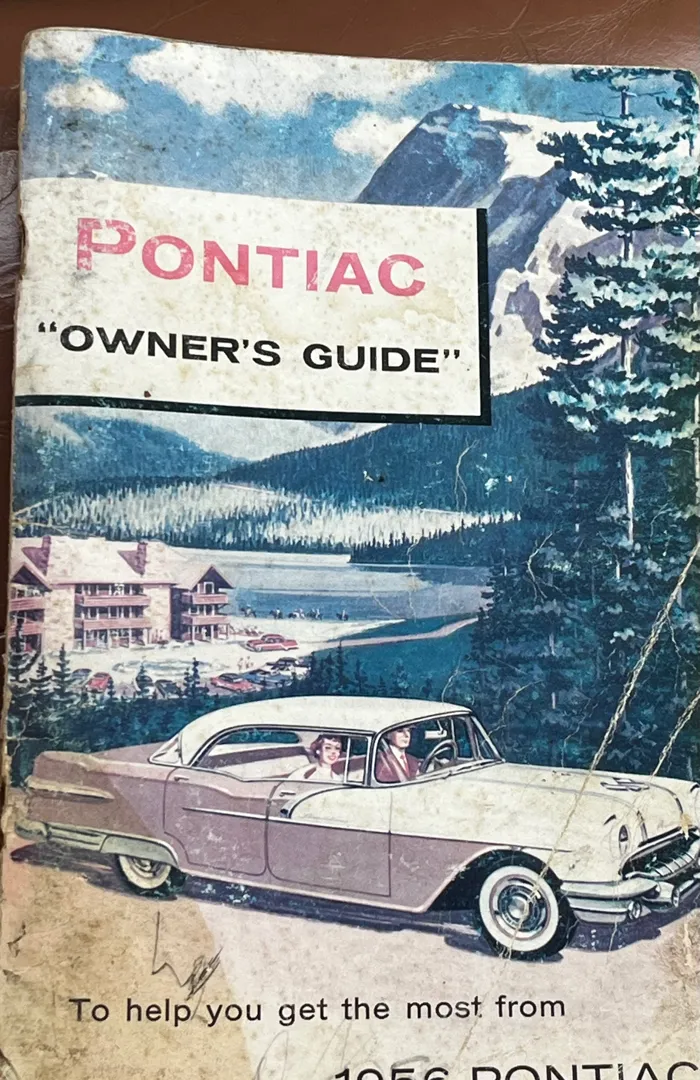 PONTIAC
“OWNER’S GUIDE”
To help you get the most from
1956 PONTIAC